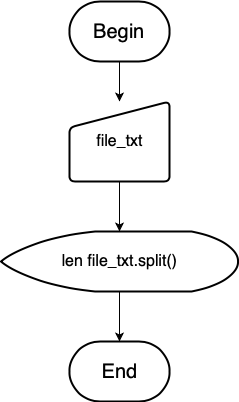 Begin
file_txt
len file_txt.split()
End